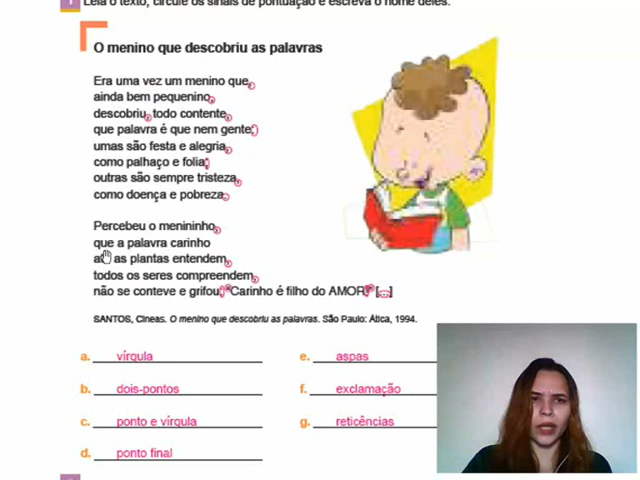 1 Leia o texto, circule os sinais de pontuação e escreva o nome deles.
O menino que descobriu as palavras
Era uma vez um menino que,
ainda bem pequenino,
descobriu, todo contente,
que palavra é que nem gente:
umas são festa e alegria,
como palhaço e folia;
outras são sempre tristeza,
como doença e pobreza.
Percebeu o menininho,
que a palavra carinho
as plantas entendem,
todos os seres compreendem,
não se conteve e grifou: "Carinho é filho do AMOR!" [...]
SANTOS, Cineas. O menino que descobriu as palavras. São Paulo: Ática, 1994.
a. vírgula
b. dois-pontos
c. ponto e vírgula
d. ponto final
e. aspas
f. exclamação
g. reticências